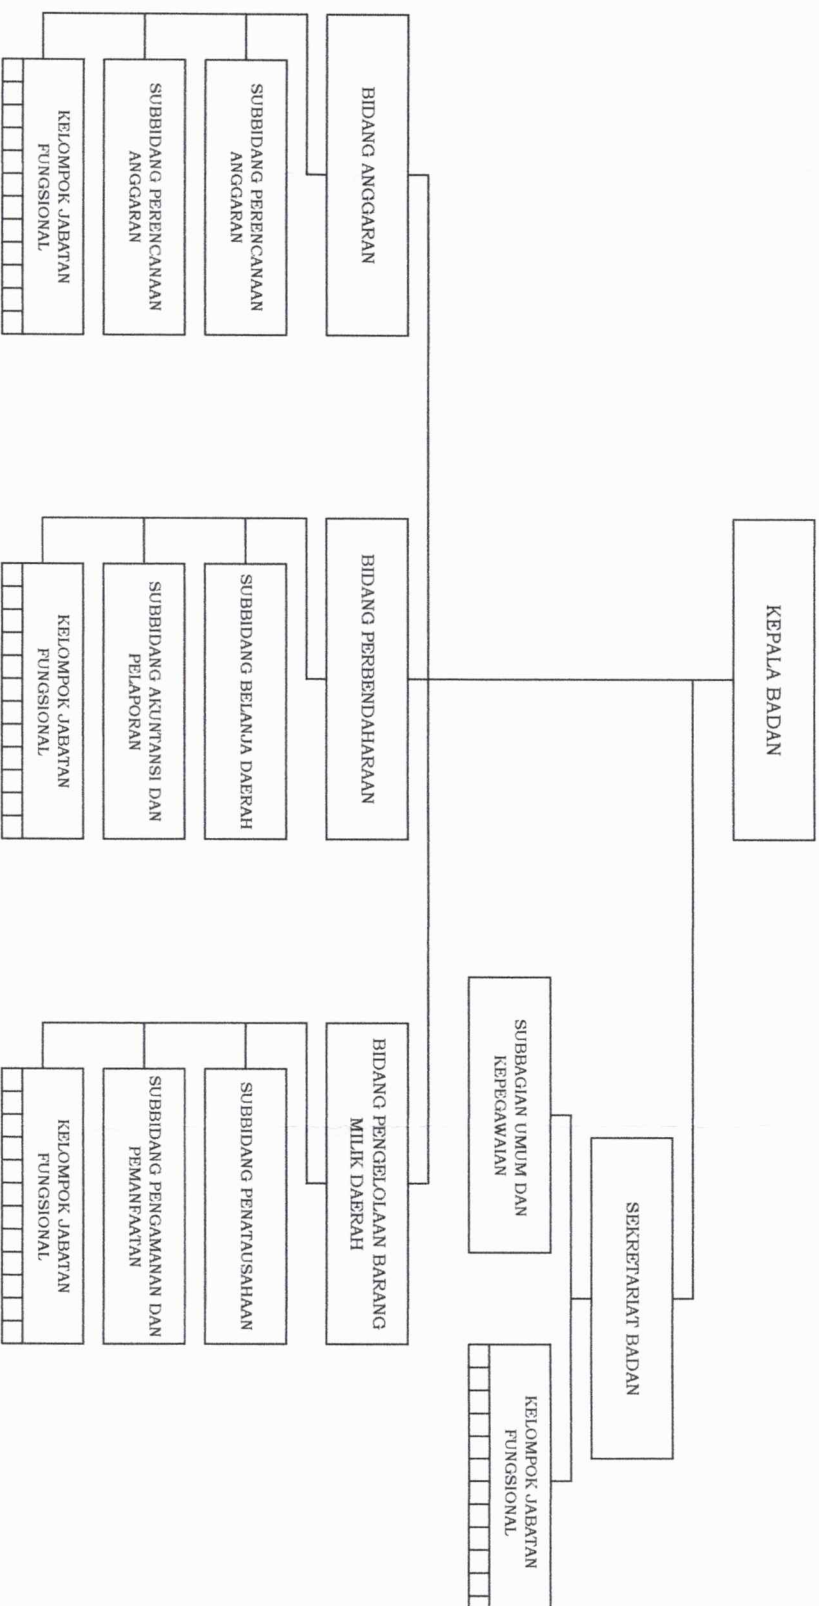 KEPALA BADAN
SEKRETARIAT BADAN
SUBBAGIAN UMUM DAN
KEPEGAWAIAN
KELOMPOK JABATAN
FUNGSIONAL
BIDANG ANGGARAN
SUBBIDANG PERENCANAAN
ANGGARAN
SUBBIDANG PERENCANAAN
ANGGARAN
KELOMPOK JABATAN
FUNGSIONAL
BIDANG PERBENDAHARAAN
SUBBIDANG BELANJA DAERAH
SUBBIDANG AKUNTANSI DAN
PELAPORAN
KELOMPOK JABATAN
FUNGSIONAL
BIDANG PENGELOLAAN BARANG
MILIK DAERAH
SUBBIDANG PENATAUSAHAAN
SUBBIDANG PENGAMANAN DAN
PEMANFAATAN
KELOMPOK JABATAN
FUNGSIONAL